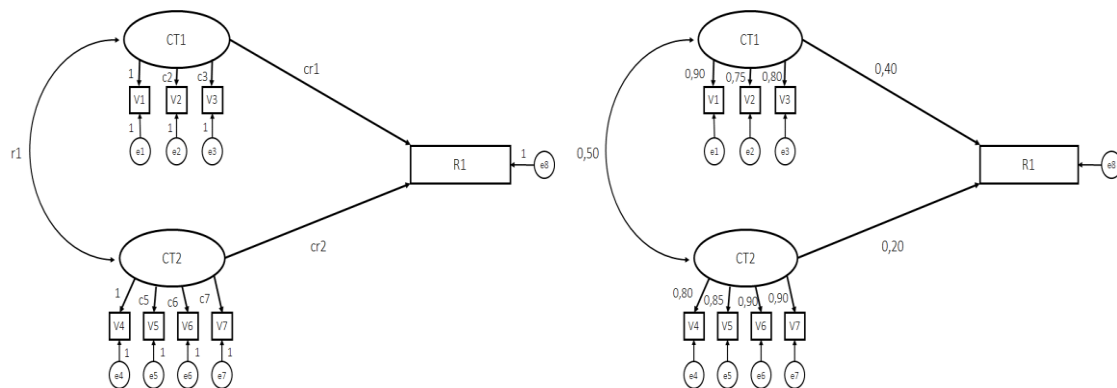 CT1
1 c2 c3
V1 V2 V3
1 1 1
e1 e2 e3
cr1
r1
R1
1
e8
cr2
CT2
1 c5 c6 c7
V4 V5 V6 V7
1 1 1 1
e4 e5 e6 e7
CT1
0,90 0,75 0,80
V1 V2 V3
e1 e2 e3
0,40
0,50
R1
e8
0,20
CT2
0,80 0,85 0,90 0,90
V4 V5 V6 V7
e4 e5 e6 e7